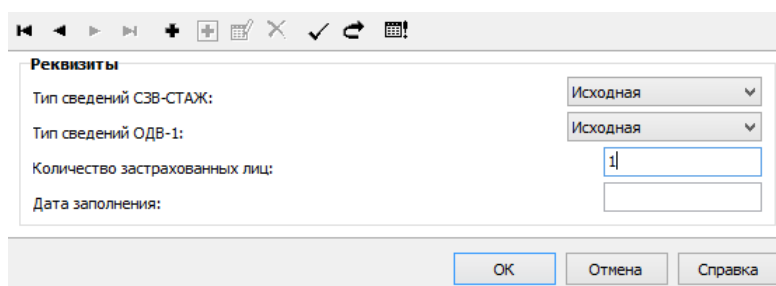 Реквизиты
Тип сведений СЗВ-СТАЖ: Исходная
Тип сведений ОДВ-1: Исходная
Количество застрахованных лиц: 1
Дата заполнения:
ОК Отмена Справка